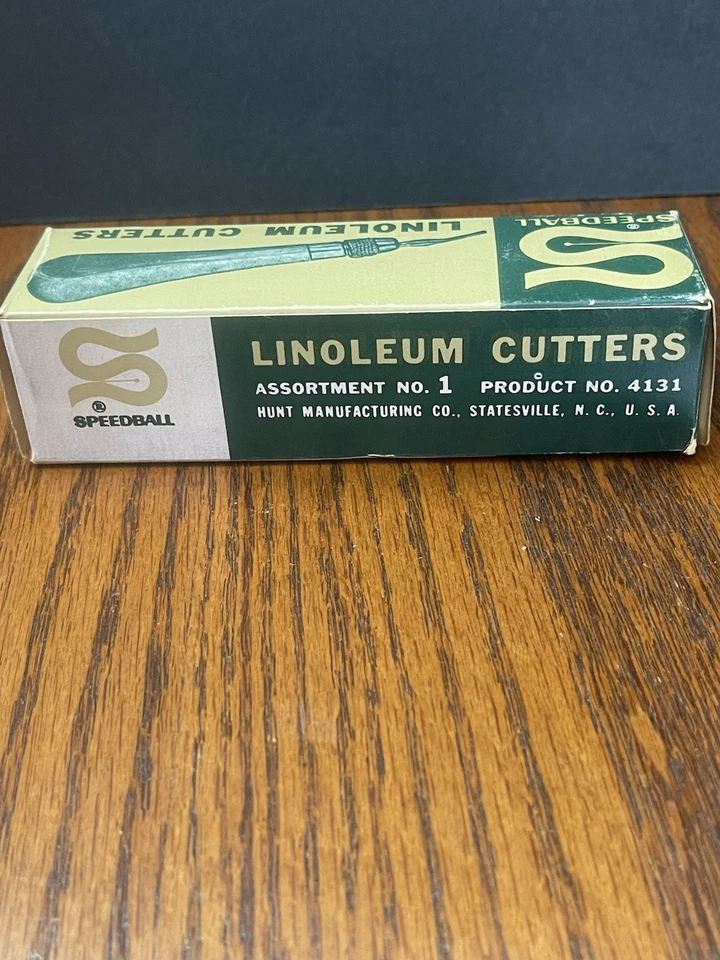 LINOLEUM CUTTERS
SPEEDBALL
®
®
SPEEDBALL
LINOLEUM CUTTERS
©
ASSORTMENT NO. 1 PRODUCT NO. 4131
HUNT MANUFACTURING CO., STATESVILLE, N. C., U. S. A.